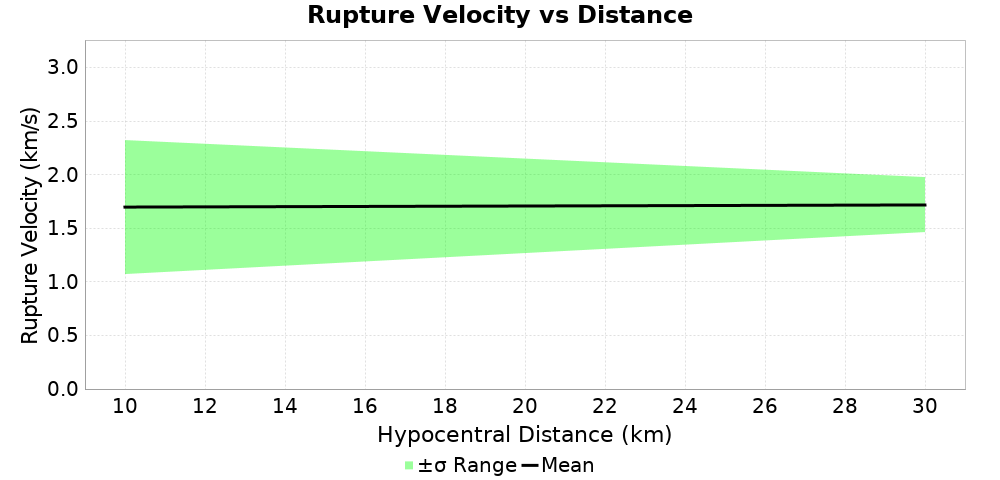 Rupture Velocity vs Distance
Rupture Velocity (km/s)
3.0
2.5
2.0
1.5
1.0
0.5
0.0
10 12 14 16 18 20 22 24 26 28 30
Hypocentral Distance (km)
±σ Range Mean